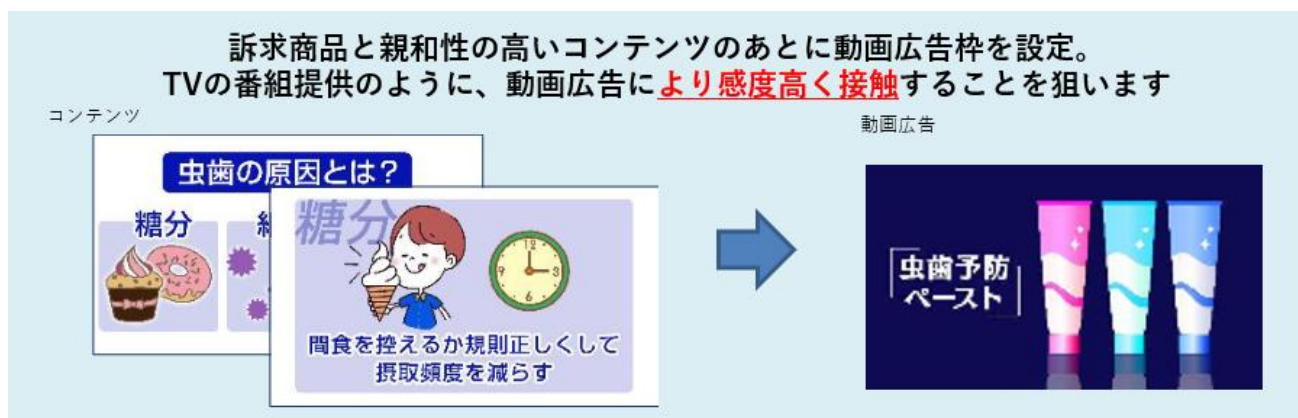 訴求商品と親和性の高いコンテンツのあとに動画広告枠を設定。
TVの番組提供のように、動画広告により感度高く接触することを狙います
コンテンツ
虫歯の原因とは？
糖分
糖分
12
3
6
9
間食を控えるか規則正しくして
摂取頻度を減らす
動画広告
虫歯予防
ペースト